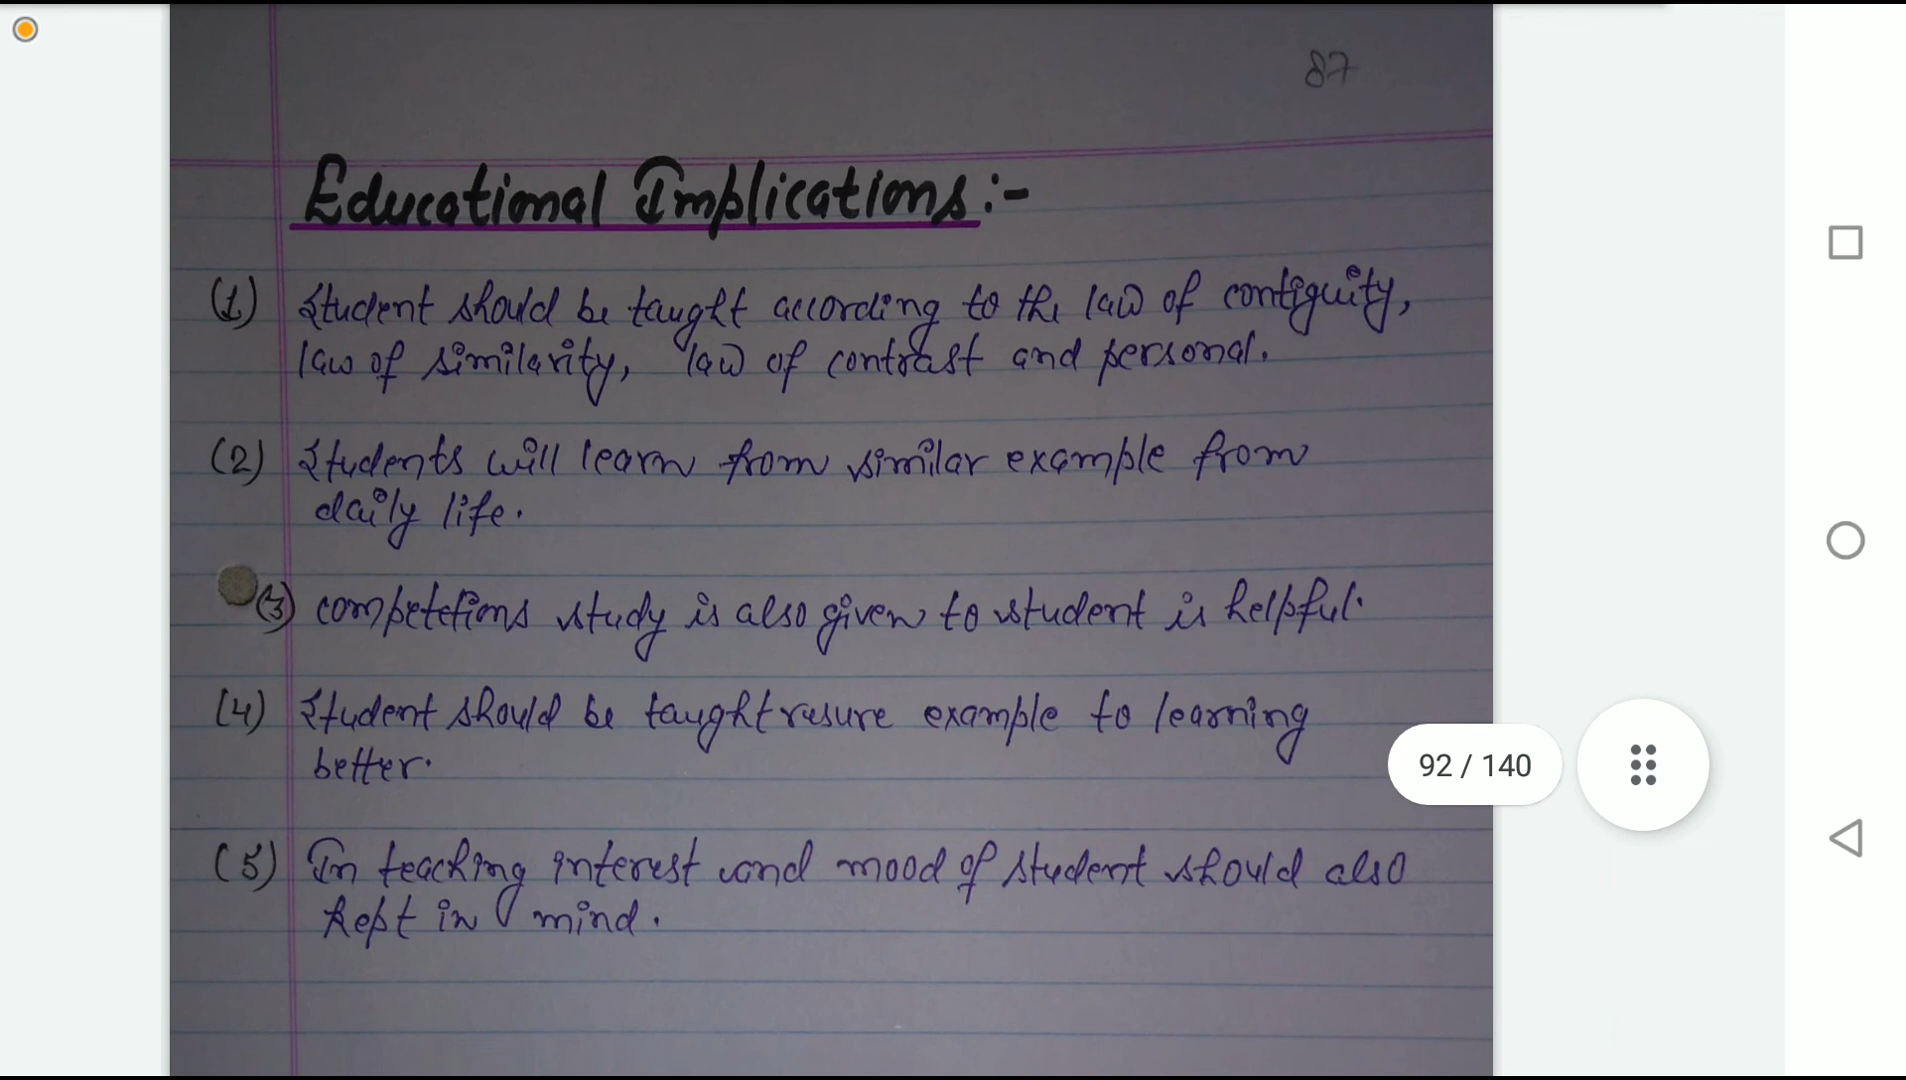 87
Educational Implications:-
(1) Student should be taught according to the law of contiguity,
law of similarity, law of contrast and personal.
(2) Students will learn from similar example from
daily life.
(3) competetions study is also given to student is helpful.
(4) Student should be taught resure example to learning
better.
92 / 140
(5) In teaching interest and mood of student should also
kept in mind.